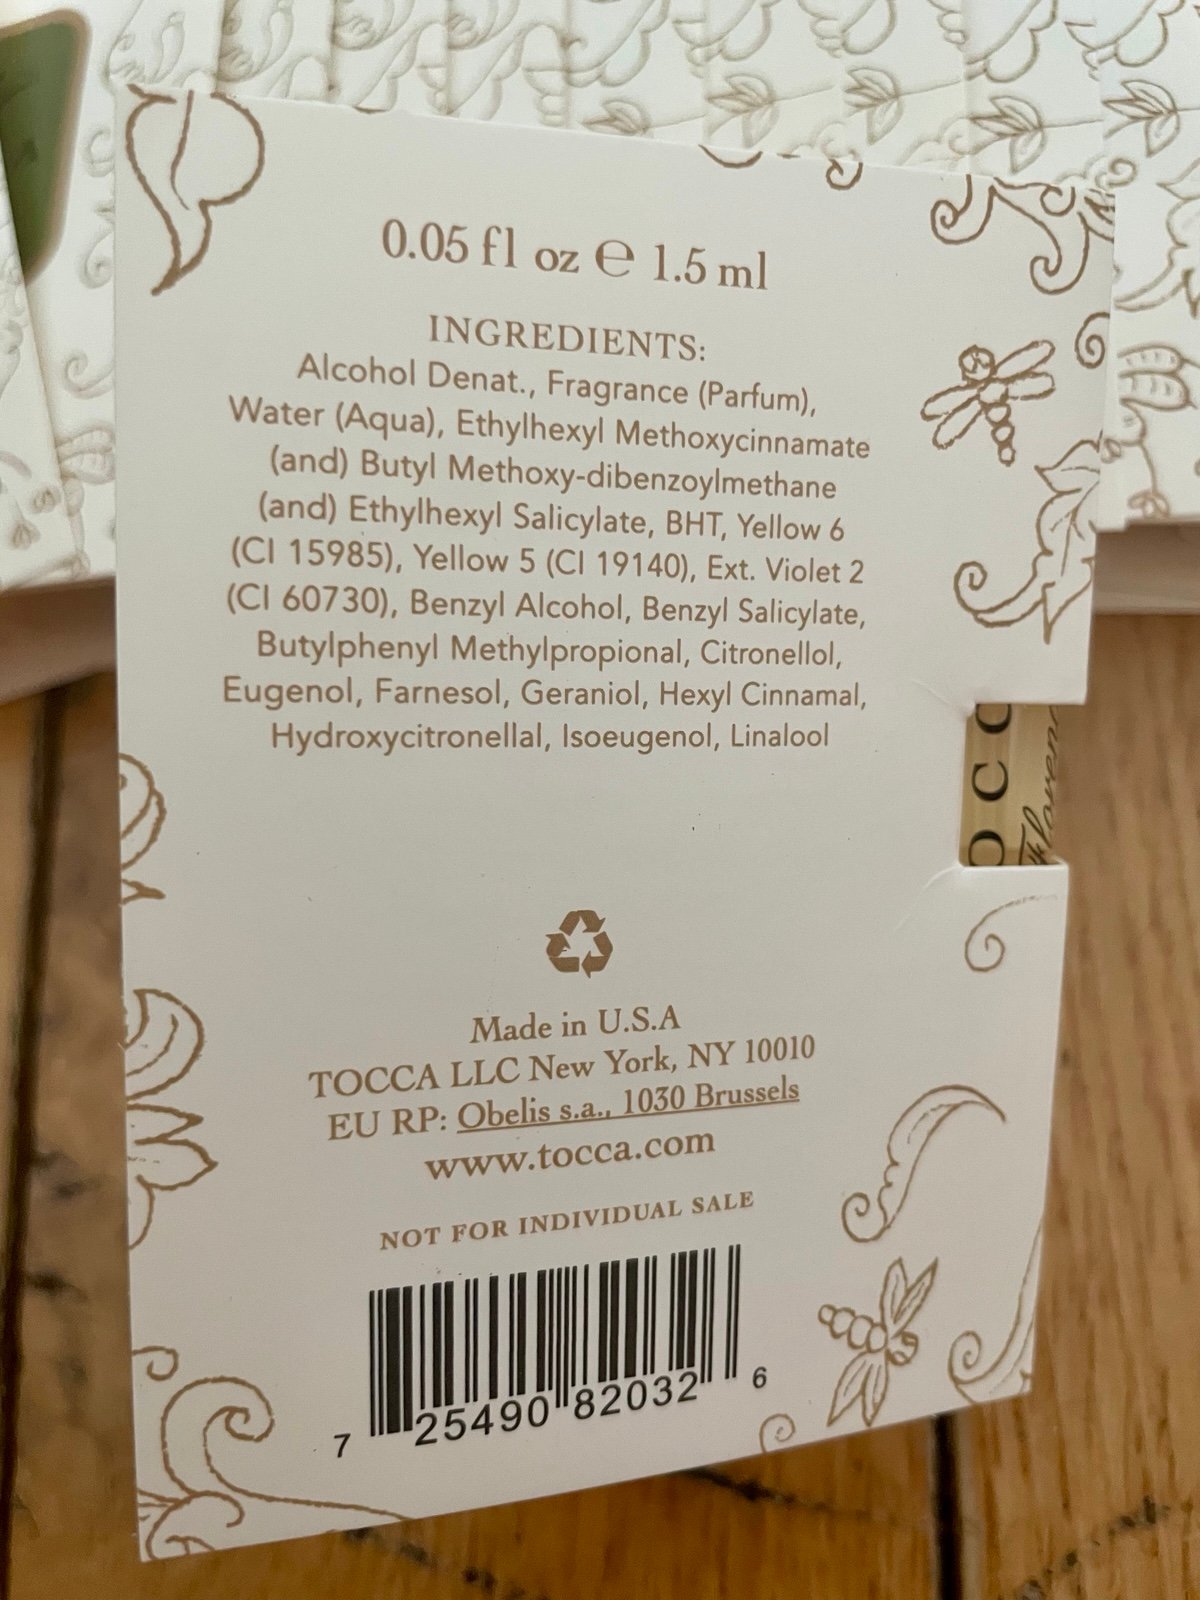 0.05 fl oz ℮ 1.5 ml
INGREDIENTS:
Alcohol Denat., Fragrance (Parfum),
Water (Aqua), Ethylhexyl Methoxycinnamate
(and) Butyl Methoxy-dibenzoylmethane
(and) Ethylhexyl Salicylate, BHT, Yellow 6
(CI 15985), Yellow 5 (CI 19140), Ext. Violet 2
(CI 60730), Benzyl Alcohol, Benzyl Salicylate,
Butylphenyl Methylpropional, Citronellol,
Eugenol, Farnesol, Geraniol, Hexyl Cinnamal,
Hydroxycitronellal, Isoeugenol, Linalool
Made in U.S.A
TOCCA LLC New York, NY 10010
EU RP: Obelis s.a., 1030 Brussels
www.tocca.com
NOT FOR INDIVIDUAL SALE
7 25490 82032 6